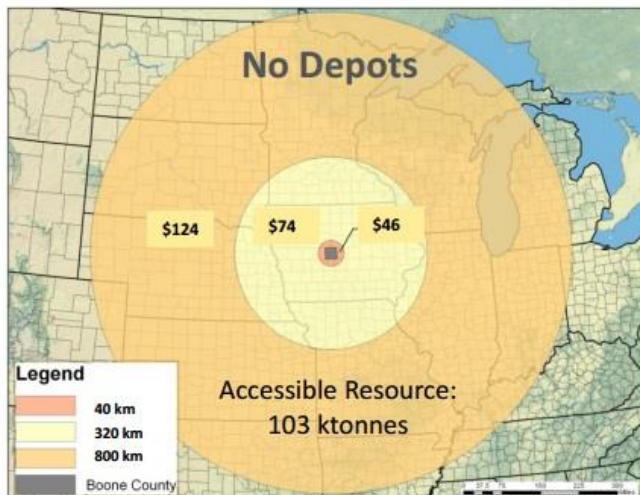 No Depots
$124
$74
$46
Accessible Resource:
103 ktonnes
Legend
40 km
320 km
800 km
Boone County